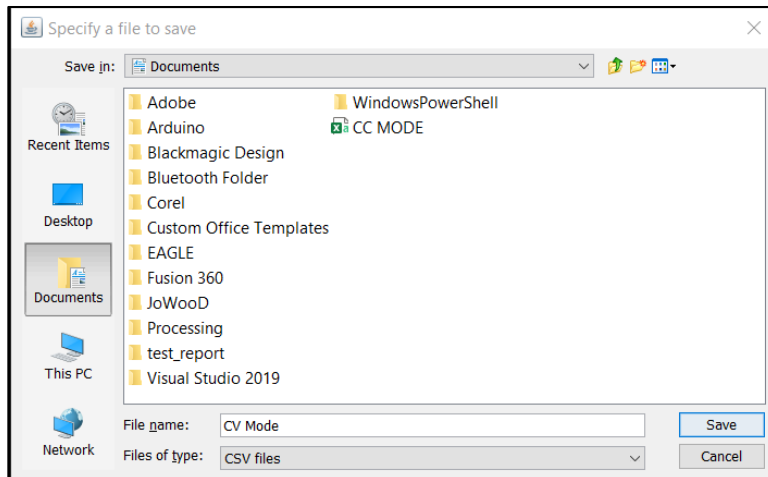 Specify a file to save
Save in: Documents
Recent Items
Desktop
Documents
This PC
Network
Adobe
Arduino
Blackmagic Design
Bluetooth Folder
Corel
Custom Office Templates
EAGLE
Fusion 360
JoWooD
Processing
test_report
Visual Studio 2019
WindowsPowerShell
CC MODE
File name: CV Mode
Save
Files of type: CSV files
Cancel